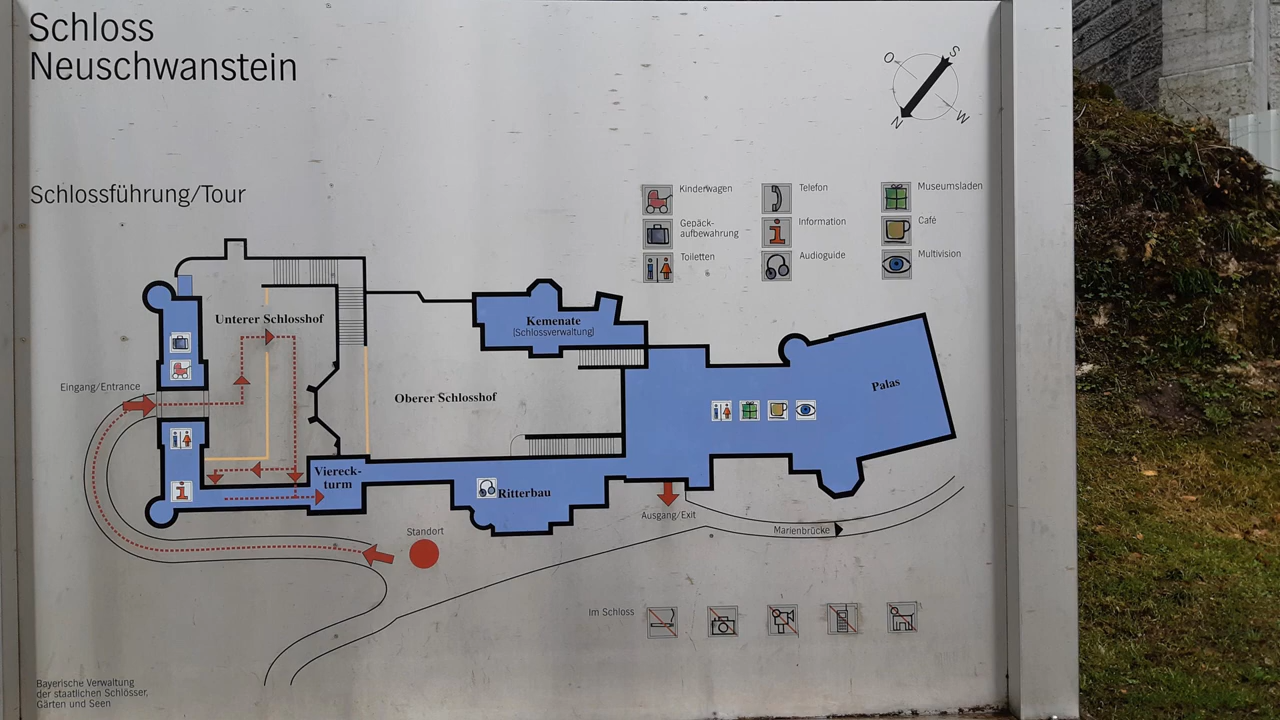 Schloss
Neuschwanstein
O
S
N
W
Schlossführung/Tour
Kinderwagen
Telefon
Museumsladen
Gepäck-
aufbewahrung
Information
Café
Toiletten
Audioguide
Multivision
Unterer Schlosshof
Kemenate
(Schlossverwaltung)
Eingang/Entrance
Oberer Schlosshof
Palas
Viereck-
turm
Ritterbau
Ausgang/Exit
Standort
Marienbrücke
Im Schloss
Bayerische Verwaltung
der staatlichen Schlösser,
Gärten und Seen